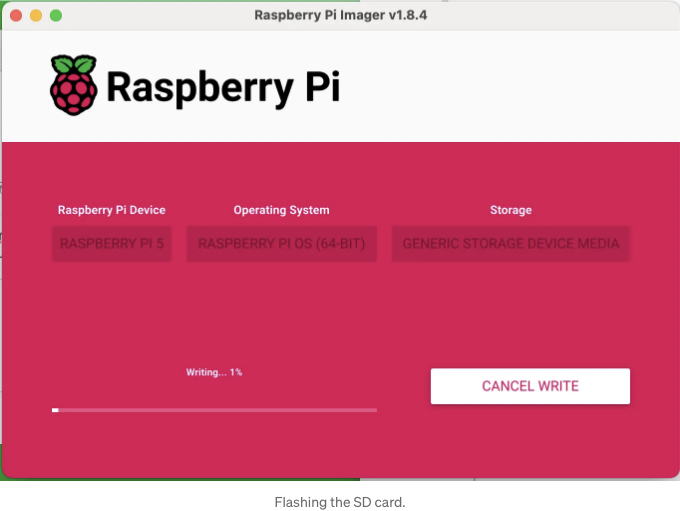 Raspberry Pi Imager v1.8.4
Raspberry Pi
Raspberry Pi Device
Operating System
Storage
RASPBERRY PI 5
RASPBERRY PI OS (64-BIT)
GENERIC STORAGE DEVICE MEDIA
Writing... 1%
CANCEL WRITE
Flashing the SD card.